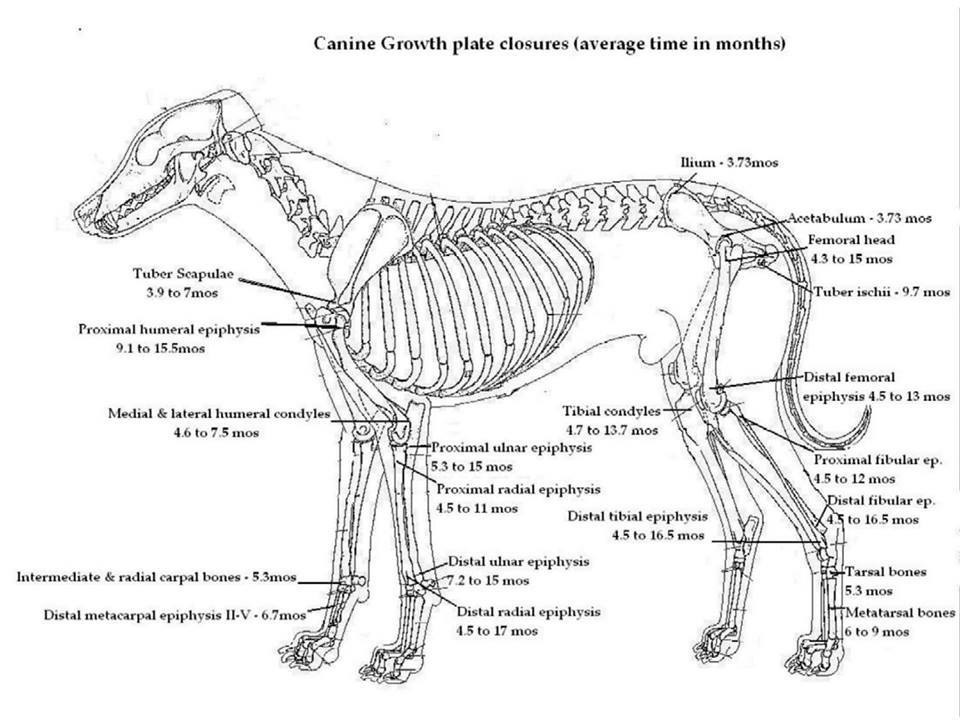 Canine Growth plate closures (average time in months)
Ilium - 3.73mos
Acetabulum - 3.73 mos
Femoral head
4.3 to 15 mos
Tuber ischii - 9.7 mos
Tuber Scapulae
3.9 to 7mos
Proximal humeral epiphysis
9.1 to 15.5mos
Distal femoral
epiphysis 4.5 to 13 mos
Medial & lateral humeral condyles
4.6 to 7.5 mos
Tibial condyles
4.7 to 13.7 mos
Proximal ulnar epiphysis
5.3 to 15 mos
Proximal radial epiphysis
4.5 to 11 mos
Proximal fibular ep.
4.5 to 12 mos
Distal fibular ep.
4.5 to 16.5 mos
Distal tibial epiphysis
4.5 to 16.5 mos
Distal ulnar epiphysis
7.2 to 15 mos
Distal radial epiphysis
4.5 to 17 mos
Intermediate & radial carpal bones - 5.3mos
Distal metacarpal epiphysis II-V - 6.7mos
Tarsal bones
5.3 mos
Metatarsal bones
6 to 9 mos